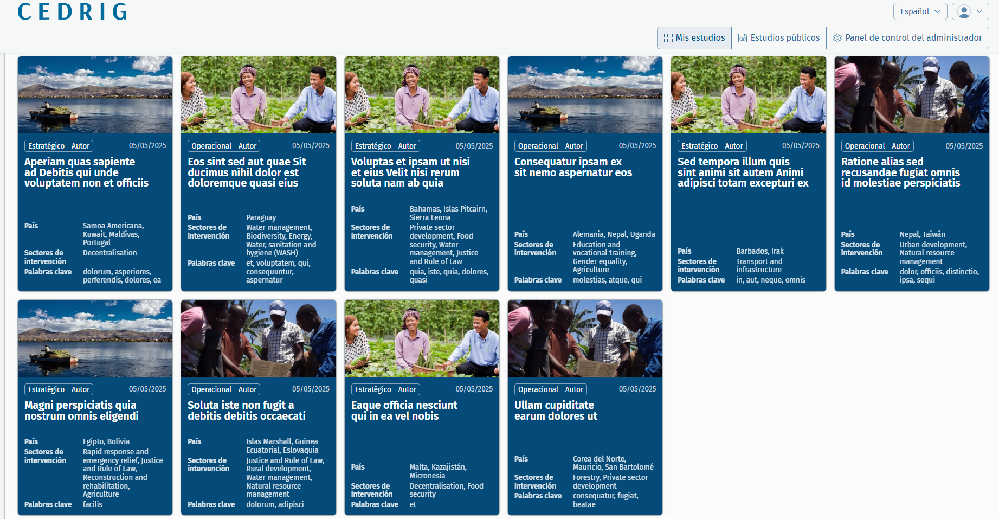 CEDRIG
Español
Mis estudios
Estudios públicos
Panel de control del administrador
Estratégico Autor 05/05/2025
Aperiam quas sapiente
ad Debitis qui unde
voluptatem non et officiis
País Samoa Americana,
Kuwait, Maldivas,
Portugal
Sectores de Decentralisation
intervención
Palabras clave dolorum, asperiores,
perferendis, dolores, ea
Operacional Autor 05/05/2025
Eos sint sed aut quae Sit
ducimus nihil dolor est
doloremque quasi eius
País Paraguay
Sectores de Water management,
intervención Biodiversity, Energy,
Water, sanitation and
hygiene (WASH)
Palabras clave et, voluptatem, qui,
consequuntur,
aspernatur
Estratégico Autor 05/05/2025
Voluptas et ipsam ut nisi
et eius Velit nisi rerum
soluta nam ab quia
País Bahamas, Islas Pitcairn,
Sierra Leona
Sectores de Private sector
intervención development, Food
security, Water
management, Justice
and Rule of Law
Palabras clave quia, iste, quia, dolores,
quasi
Operacional Autor 05/05/2025
Consequatur ipsam ex
sit nemo aspernatur eos
País Alemania, Nepal, Uganda
Sectores de Education and
intervención vocational training,
Gender equality,
Agriculture
Palabras clave molestias, atque, qui
Estratégico Autor 05/05/2025
Sed tempora illum quis
sint animi sit autem Animi
adipisci totam excepturi ex
País Barbados, Irak
Sectores de Transport and
intervención infrastructure
Palabras clave in, aut, neque, omnis
Operacional Autor 05/05/2025
Ratione alias sed
recusandae fugiat omnis
id molestiae perspiciatis
País Nepal, Taiwán
Sectores de Urban development,
intervención Natural resource
management
Palabras clave dolor, officiis, distinctio,
ipsa, sequi
Estratégico Autor 05/05/2025
Magni perspiciatis quia
nostrum omnis eligendi
País Egipto, Bolivia
Sectores de Rapid response and
intervención emergency relief, Justice
and Rule of Law,
Reconstruction and
rehabilitation,
Agriculture
Palabras clave facilis
Operacional Autor 05/05/2025
Soluta iste non fugit a
debitis debitis occaecati
País Islas Marshall, Guinea
Ecuatorial, Eslovaquia
Sectores de Justice and Rule of Law,
intervención Rural development,
Water management,
Natural resource
management
Palabras clave dolorum, adipisci
Estratégico Autor 05/05/2025
Eaque officia nesciunt
qui in ea vel nobis
País Malta, Kazajistán,
Micronesia
Sectores de Decentralisation, Food
intervención security
Palabras clave et
Operacional Autor 05/05/2025
Ullam cupiditate
earum dolores ut
País Corea del Norte,
Mauricio, San Bartolomé
Sectores de Forestry, Private sector
intervención development
Palabras clave consequatur, fugiat,
beatae